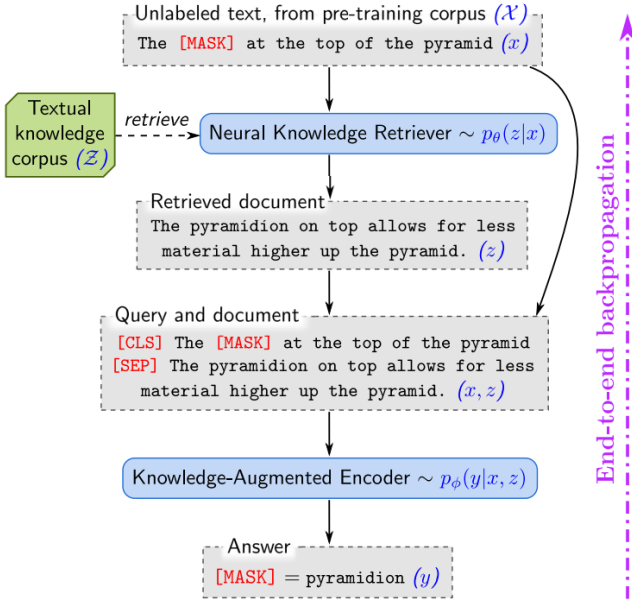 Unlabeled text, from pre-training corpus (𝒳)
The [MASK] at the top of the pyramid (x)
Textual
knowledge
corpus (𝒵)
retrieve
Neural Knowledge Retriever ∼ pθ(z|x)
Retrieved document
The pyramidion on top allows for less
material higher up the pyramid. (z)
Query and document
[CLS] The [MASK] at the top of the pyramid
[SEP] The pyramidion on top allows for less
material higher up the pyramid. (x, z)
Knowledge-Augmented Encoder ∼ pϕ(y|x, z)
Answer
[MASK] = pyramidion (y)
End-to-end backpropagation